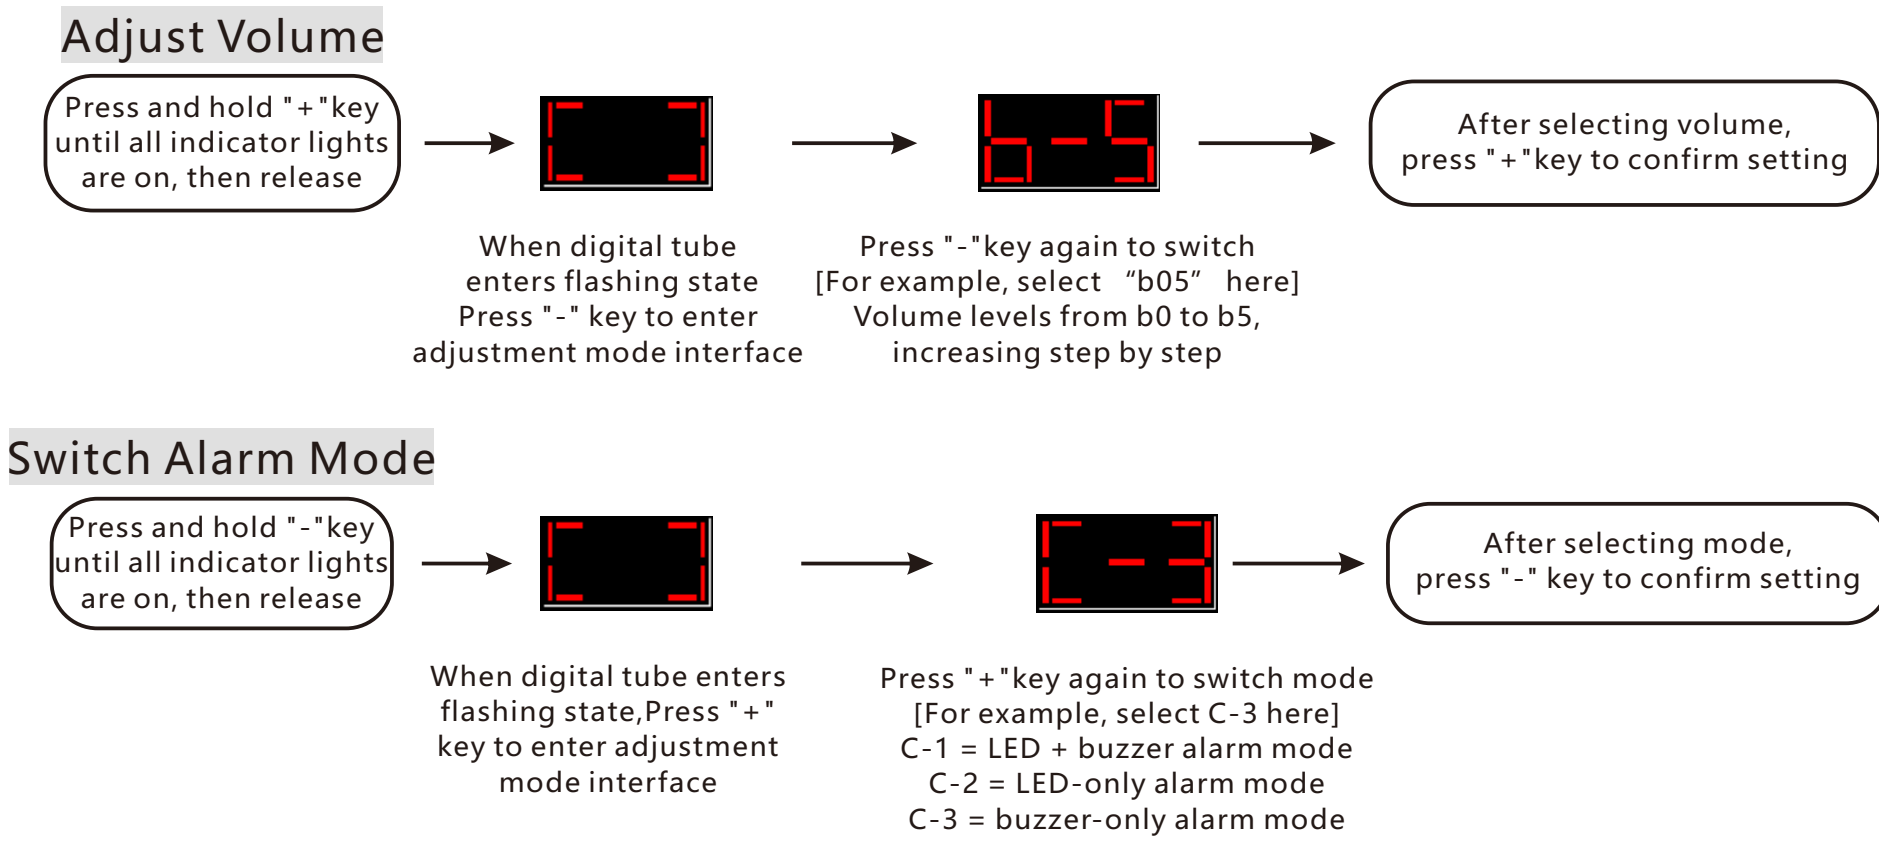 Adjust Volume
Press and hold "+"key
until all indicator lights
are on, then release
When digital tube
enters flashing state
Press "-" key to enter
adjustment mode interface
b-5
Press "-"key again to switch
[For example, select “b05” here]
Volume levels from b0 to b5,
increasing step by step
After selecting volume,
press "+"key to confirm setting
Switch Alarm Mode
Press and hold "-"key
until all indicator lights
are on, then release
When digital tube enters
flashing state,Press "+"
key to enter adjustment
mode interface
C-3
Press "+"key again to switch mode
[For example, select C-3 here]
C-1 = LED + buzzer alarm mode
C-2 = LED-only alarm mode
C-3 = buzzer-only alarm mode
After selecting mode,
press "-" key to confirm setting